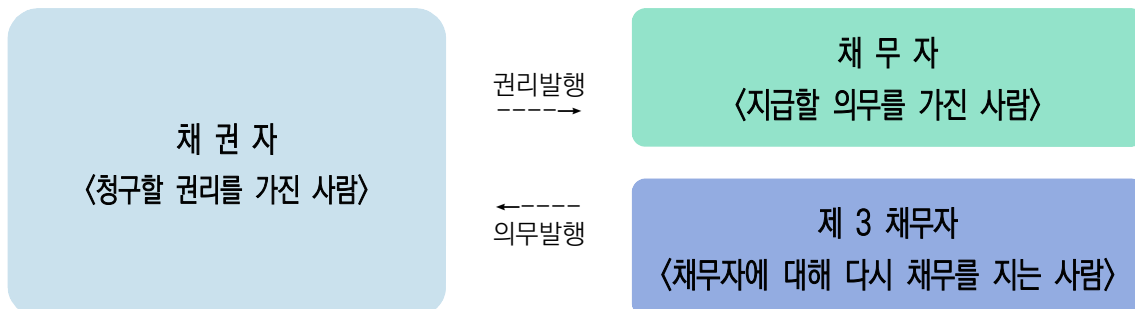 채 권 자
<청구할 권리를 가진 사람>
권리발행
의무발행
채 무 자
<지급할 의무를 가진 사람>
제 3 채무자
<채무자에 대해 다시 채무를 지는 사람>